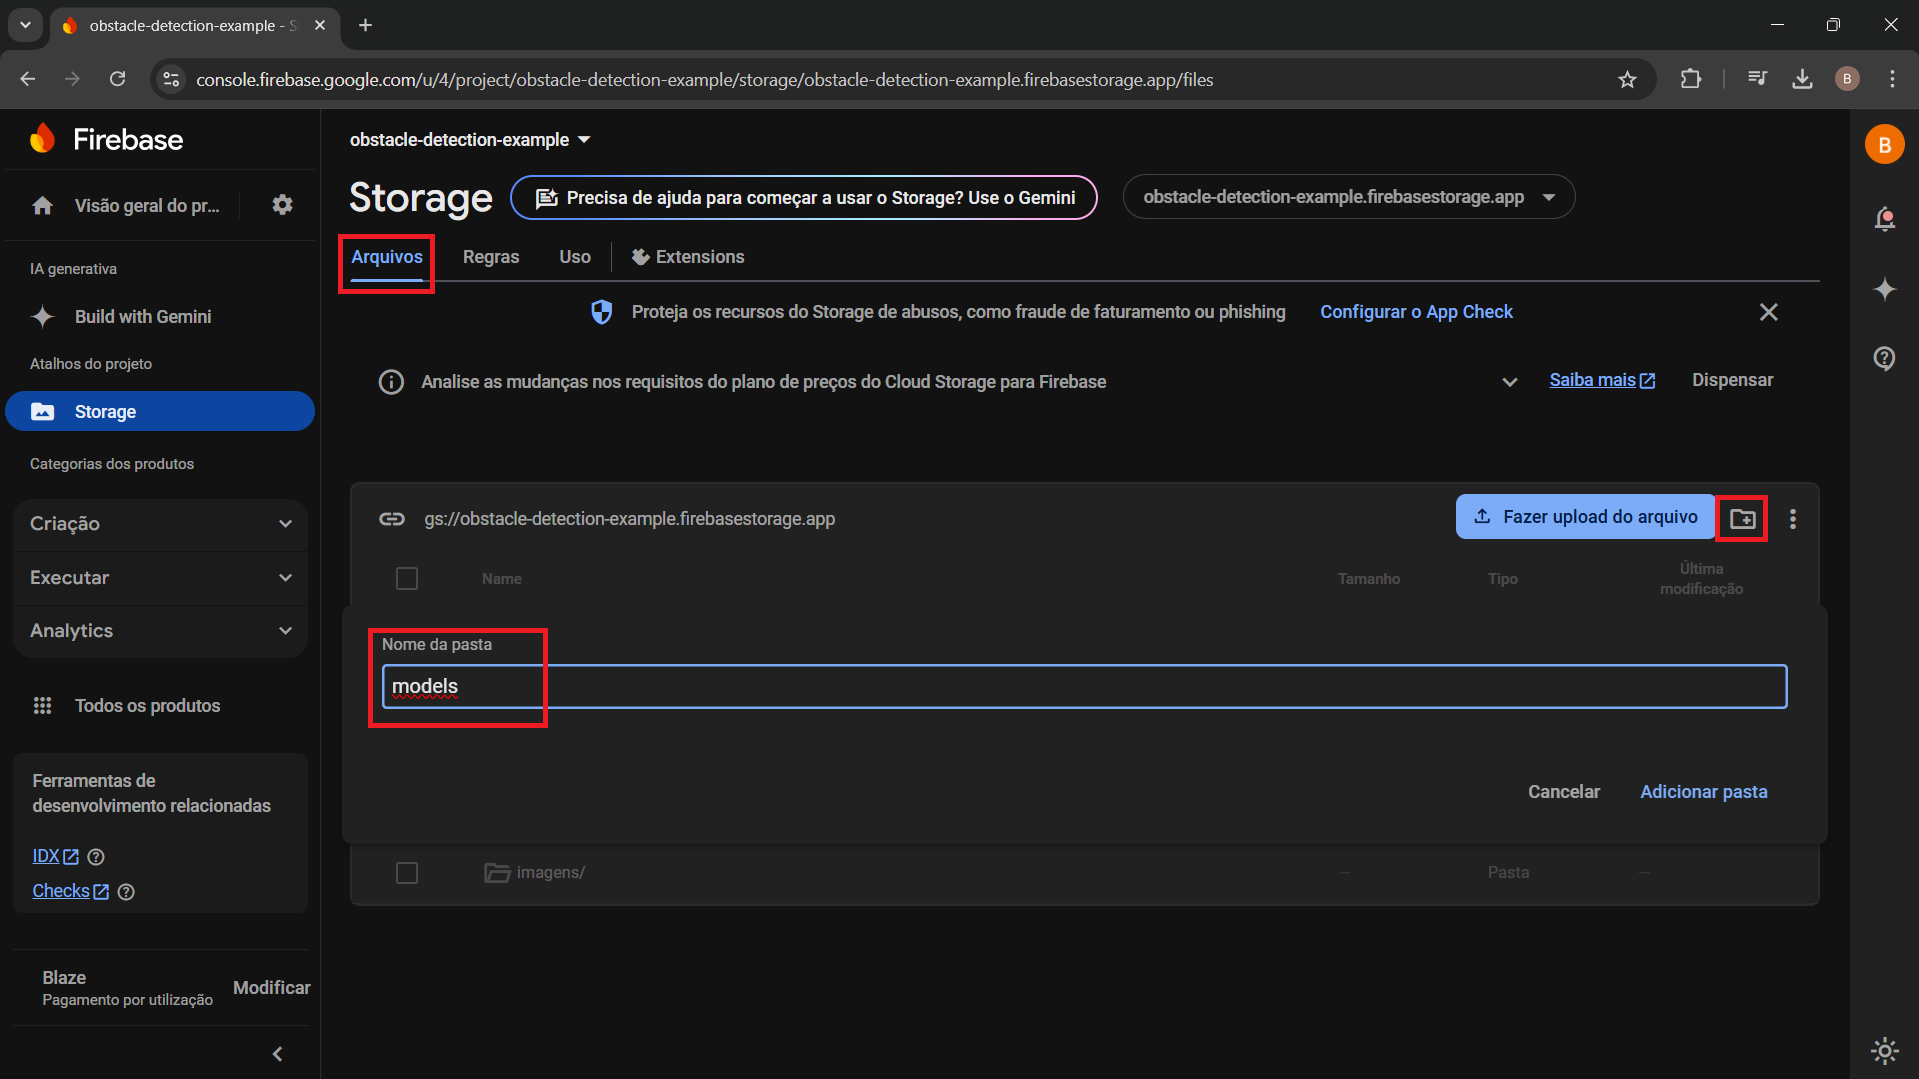 obstacle-detection-example - S
console.firebase.google.com/u/4/project/obstacle-detection-example/storage/obstacle-detection-example.firebasestorage.app/files
B
Firebase
obstacle-detection-example
B
Visão geral do pr...
Storage
Precisa de ajuda para começar a usar o Storage? Use o Gemini
obstacle-detection-example.firebasestorage.app
Arquivos
Regras
Uso
Extensions
IA generativa
Build with Gemini
Proteja os recursos do Storage de abusos, como fraude de faturamento ou phishing
Configurar o App Check
Atalhos do projeto
Analise as mudanças nos requisitos do plano de preços do Cloud Storage para Firebase
Saiba mais
Dispensar
Storage
Categorias dos produtos
Criação
Executar
Analytics
Todos os produtos
gs://obstacle-detection-example.firebasestorage.app
Fazer upload do arquivo
Name
Tamanho
Tipo
Última
modificação
Nome da pasta
models
Cancelar
Adicionar pasta
imagens/
—
Pasta
—
Ferramentas de
desenvolvimento relacionadas
IDX
Checks
Blaze
Pagamento por utilização
Modificar